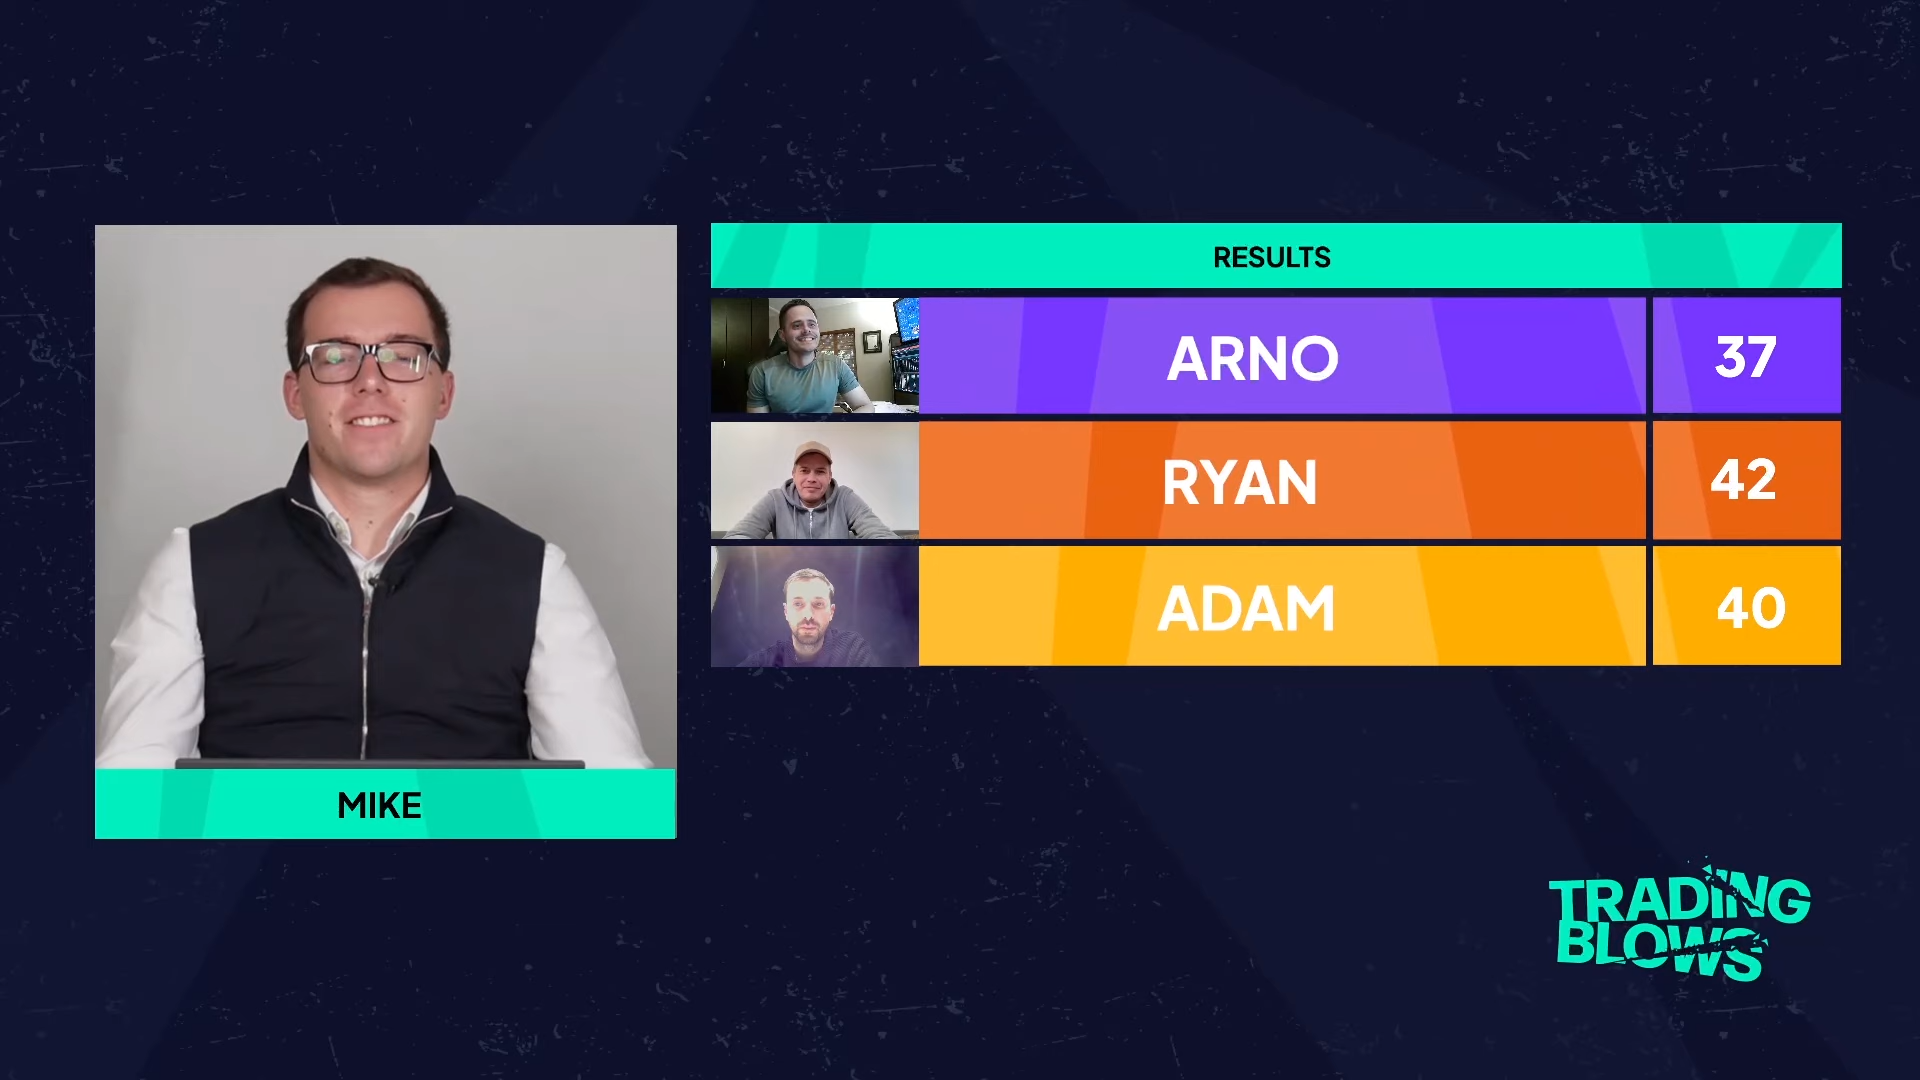 RESULTS
ARNO 37
RYAN 42
ADAM 40
MIKE
TRADING
BLOWS